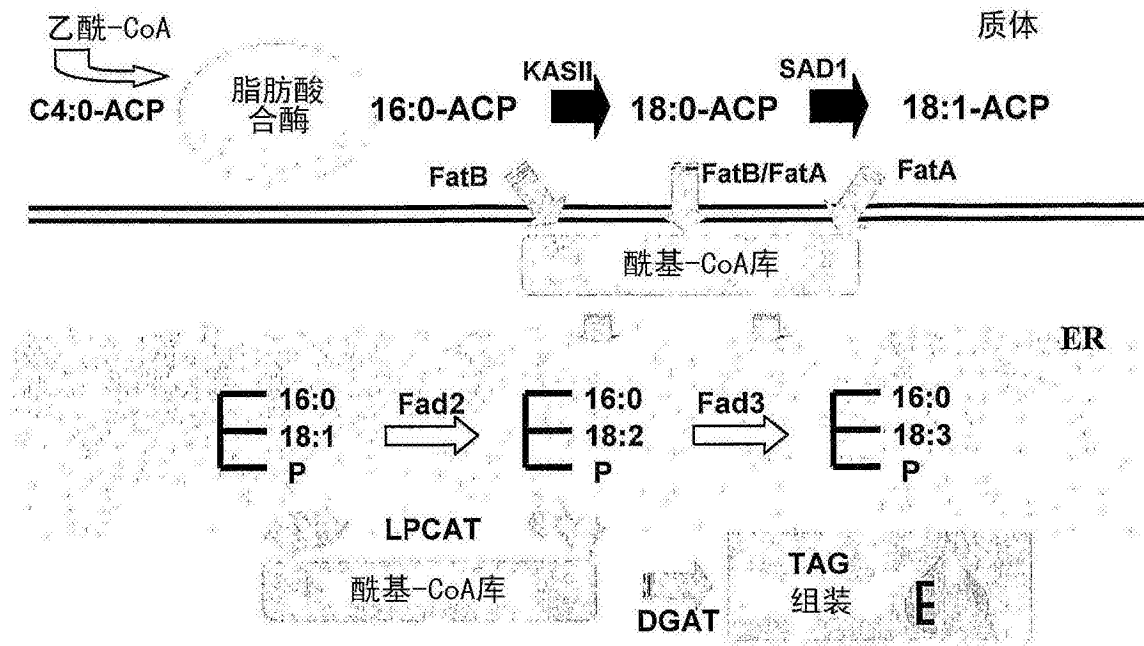 乙酰-CoA
质体
C4:0-ACP
脂肪酸
合酶
16:0-ACP
KASII
18:0-ACP
SAD1
18:1-ACP
FatB
FatB/FatA
FatA
酰基-CoA库
ER
16:0
18:1
P
Fad2
16:0
18:2
P
Fad3
16:0
18:3
P
LPCAT
酰基-CoA库
DGAT
TAG
组装